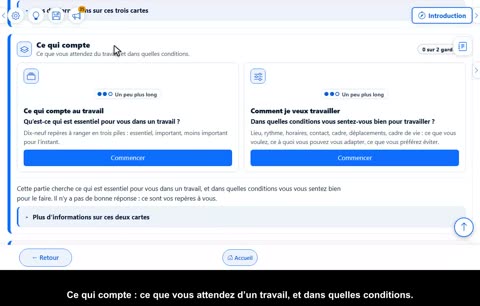 ns sur ces trois cartes
Introduction
Ce qui compte
Ce que vous attendez du travail, et dans quelles conditions.
0 sur 2 gard
Un peu plus long
Ce qui compte au travail
Qu'est-ce qui est essentiel pour vous dans un travail ?
Dix-neuf repères à ranger en trois piles : essentiel, important, moins important
pour l'instant.
Commencer
Un peu plus long
Comment je veux travailler
Dans quelles conditions vous sentez-vous bien pour travailler ?
Lieu, rythme, horaires, contact, cadre, déplacements, cadre de vie : ce que vous
voulez, ce à quoi vous pouvez vous adapter, ce que vous préférez éviter.
Commencer
Cette partie cherche ce qui est essentiel pour vous dans un travail, et dans quelles conditions vous vous sentez bien
pour le faire. Il n'y a pas de bonne réponse : ce sont vos repères à vous.
Plus d'informations sur ces deux cartes
← Retour
Accueil
Ce qui compte : ce que vous attendez d'un travail, et dans quelles conditions.